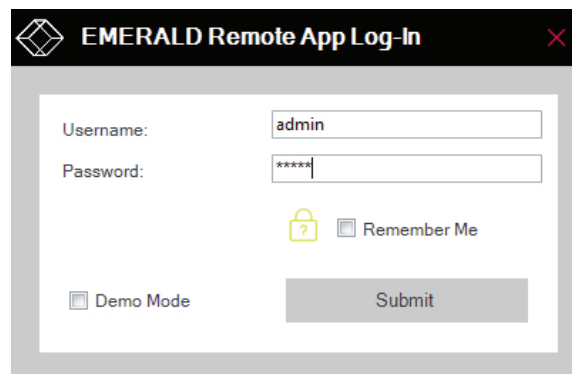 EMERALD Remote App Log-In
Username: admin
Password: *****
? Remember Me
Demo Mode Submit